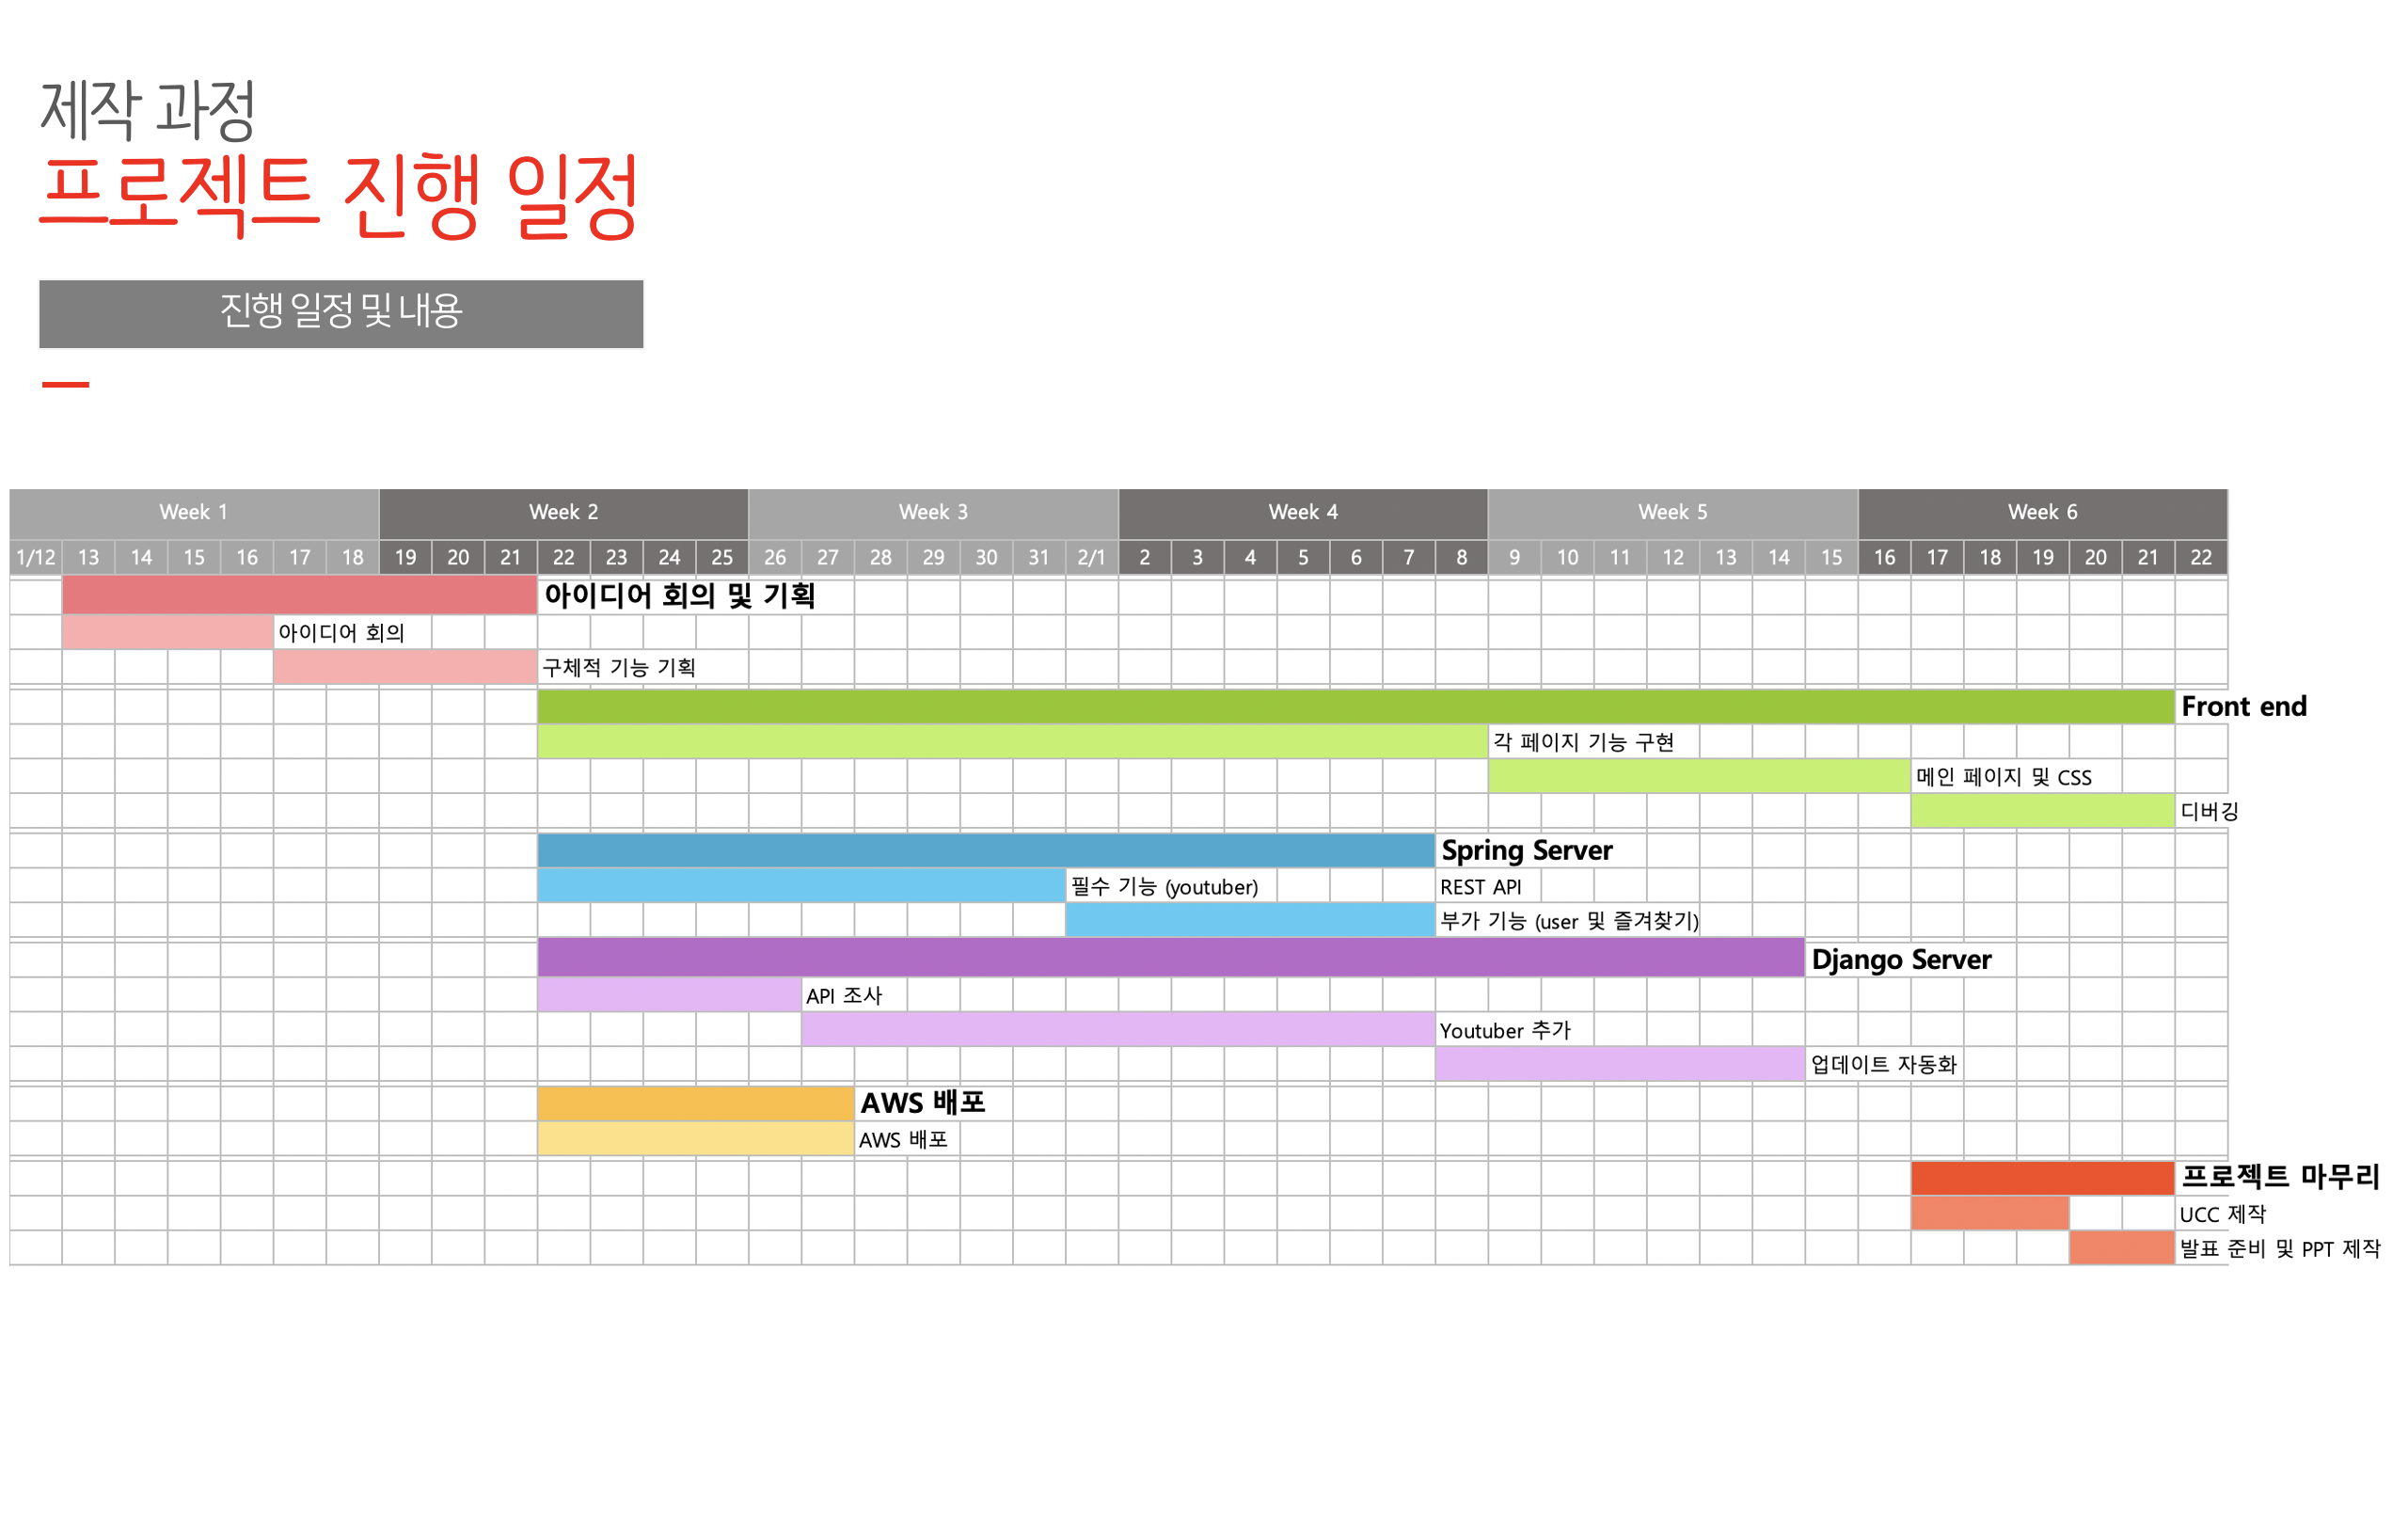 제작 과정
프로젝트 진행 일정
진행 일정 및 내용
Week 1 Week 2 Week 3 Week 4 Week 5 Week 6
1/12 13 14 15 16 17 18 19 20 21 22 23 24 25 26 27 28 29 30 31 2/1 2 3 4 5 6 7 8 9 10 11 12 13 14 15 16 17 18 19 20 21 22
아이디어 회의 및 기획
아이디어 회의
구체적 기능 기획
Front end
각 페이지 기능 구현
메인 페이지 및 CSS
디버깅
Spring Server
필수 기능 (youtuber) REST API
부가 기능 (user 및 즐겨찾기)
Django Server
API 조사
Youtuber 추가
업데이트 자동화
AWS 배포
AWS 배포
프로젝트 마무리
UCC 제작
발표 준비 및 PPT 제작